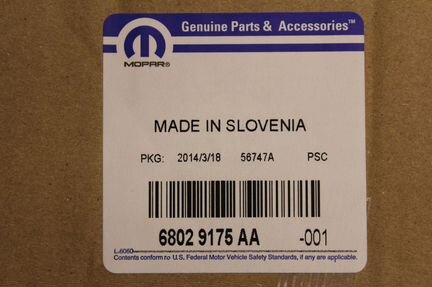 Genuine Parts & Accessories™
MOPAR®
MADE IN SLOVENIA
PKG: 2014/3/18 56747A PSC
6802 9175 AA -001
L-6060
Contents conform to U.S. Federal Motor Vehicle Safety Standards, if any are applicable.